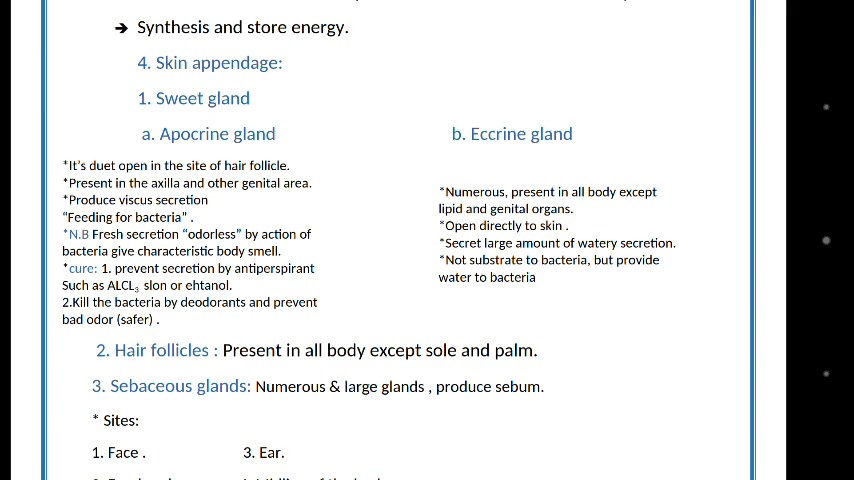 ➔ Synthesis and store energy.
4. Skin appendage:
1. Sweet gland
a. Apocrine gland
b. Eccrine gland
*It's duet open in the site of hair follicle.
*Present in the axilla and other genital area.
*Produce viscus secretion
“Feeding for bacteria” .
*N.B Fresh secretion “odorless” by action of
bacteria give characteristic body smell.
*cure: 1. prevent secretion by antiperspirant
Such as ALCL₃ slon or ehtanol.
2.Kill the bacteria by deodorants and prevent
bad odor (safer) .
*Numerous, present in all body except
lipid and genital organs.
*Open directly to skin .
*Secret large amount of watery secretion.
*Not substrate to bacteria, but provide
water to bacteria
2. Hair follicles : Present in all body except sole and palm.
3. Sebaceous glands: Numerous & large glands , produce sebum.
* Sites:
1. Face .
3. Ear.